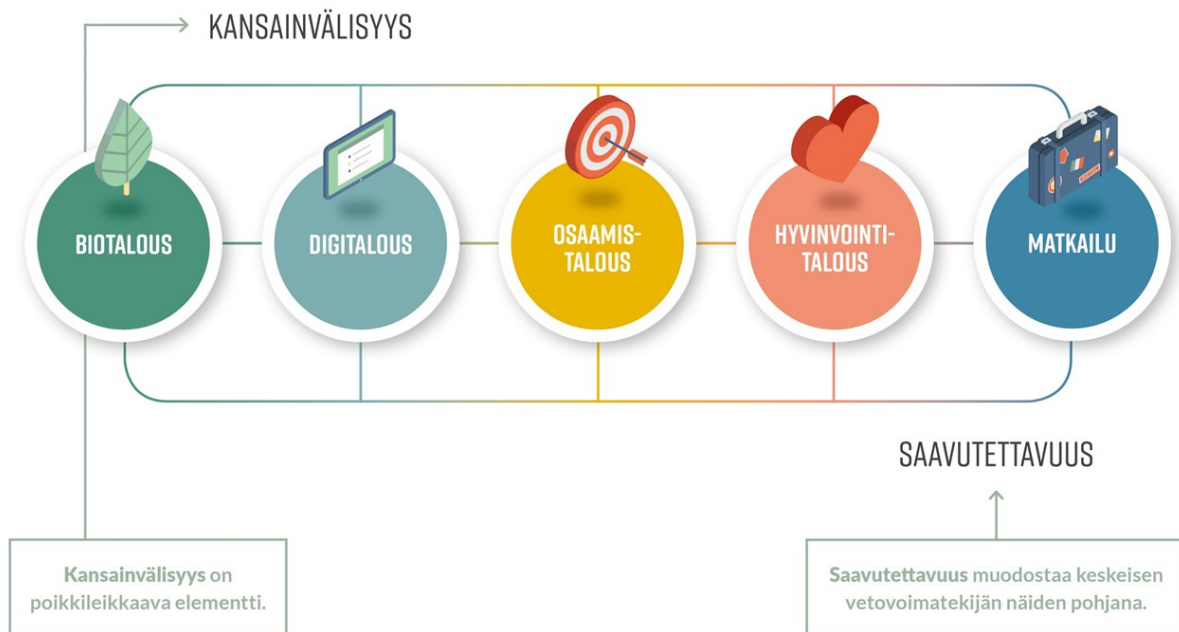 KANSAINVÄLISYYS
BIOTALOUS
DIGITALOUS
OSAAMIS-
TALOUS
HYVINVOINTI-
TALOUS
MATKAILU
SAAVUTETTAVUUS
Kansainvälisyys on
poikkileikkaava elementti.
Saavutettavuus muodostaa keskeisen
vetovoimatekijän näiden pohjana.